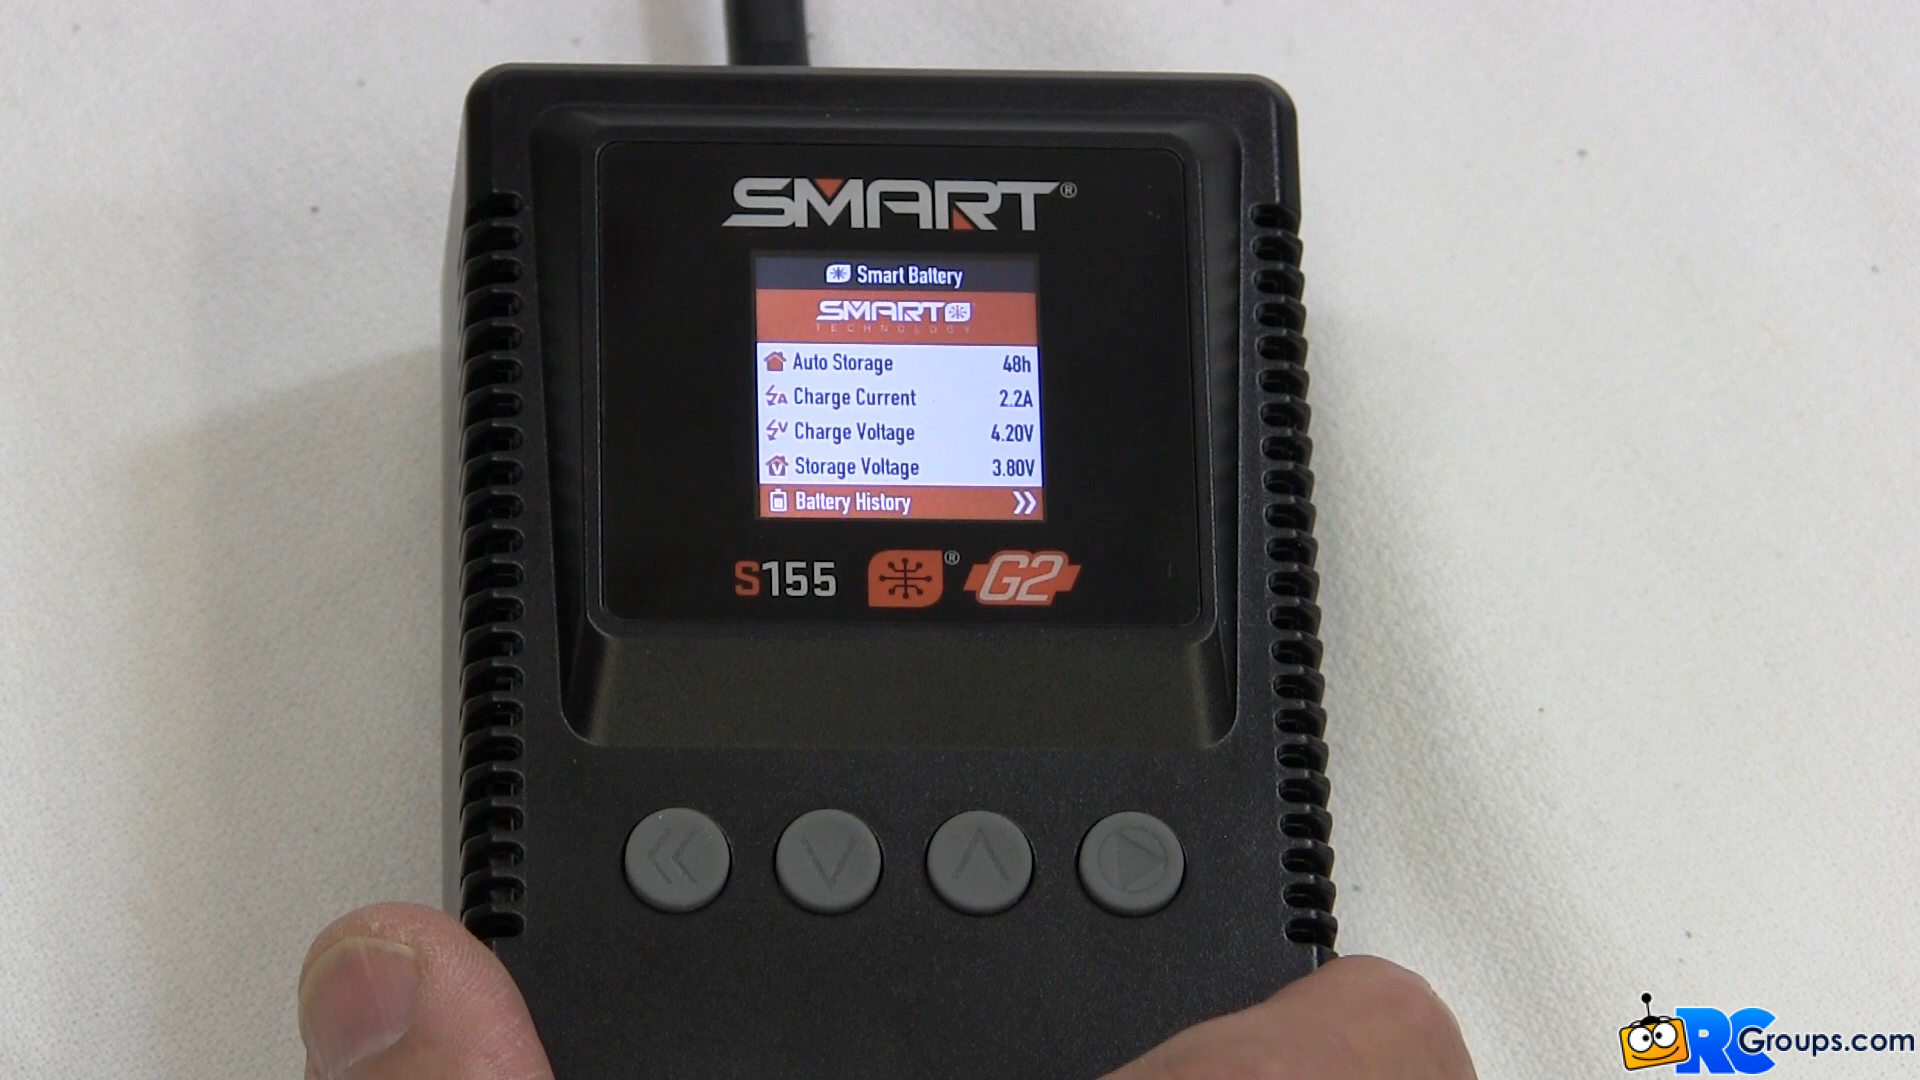 SMART®
Smart Battery
SMART
TECHNOLOGY
Auto Storage 48h
Charge Current 2.2A
Charge Voltage 4.20V
Storage Voltage 3.80V
Battery History »
S155 ® G2
RCGroups.com